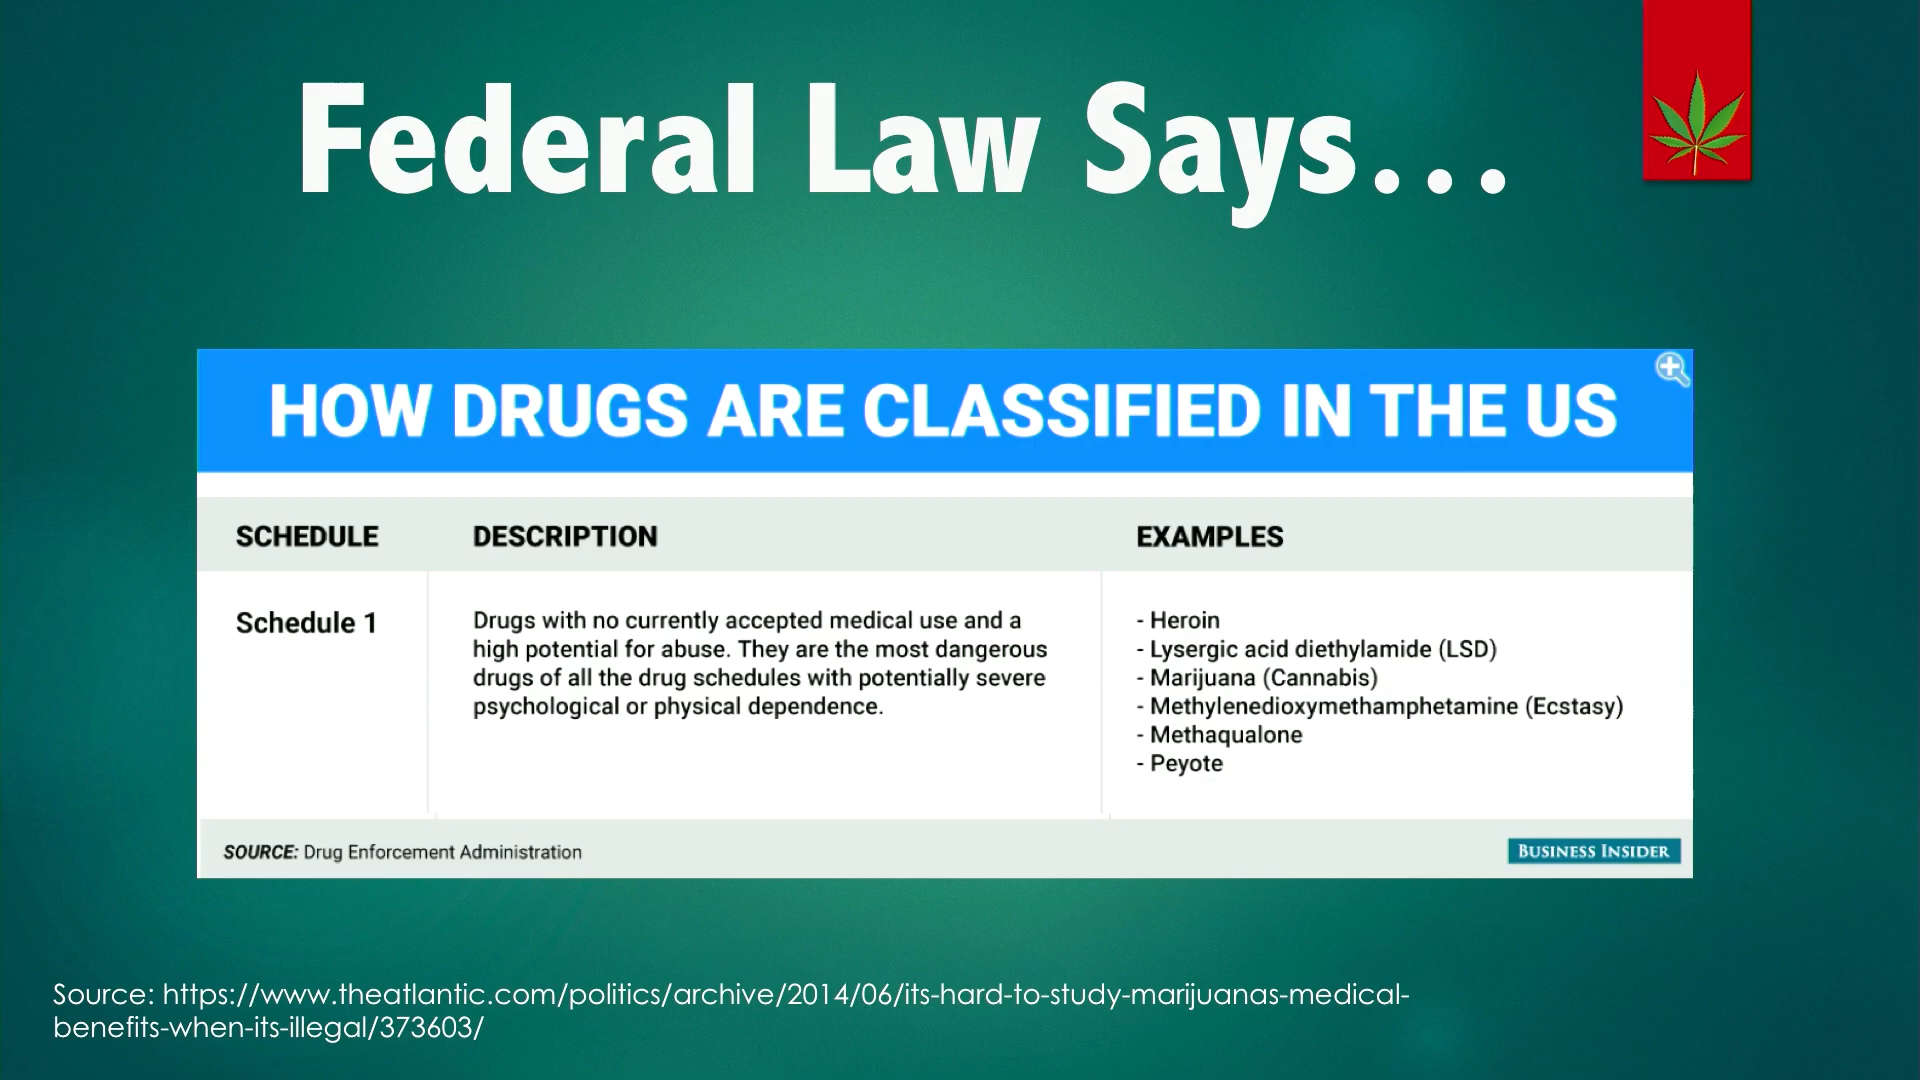 Federal Law Says...
HOW DRUGS ARE CLASSIFIED IN THE US
SCHEDULE
DESCRIPTION
EXAMPLES
Schedule 1
Drugs with no currently accepted medical use and a
high potential for abuse. They are the most dangerous
drugs of all the drug schedules with potentially severe
psychological or physical dependence.
- Heroin
- Lysergic acid diethylamide (LSD)
- Marijuana (Cannabis)
- Methylenedioxymethamphetamine (Ecstasy)
- Methaqualone
- Peyote
SOURCE: Drug Enforcement Administration
BUSINESS INSIDER
Source: https://www.theatlantic.com/politics/archive/2014/06/its-hard-to-study-marijuanas-medical-
benefits-when-its-illegal/373603/